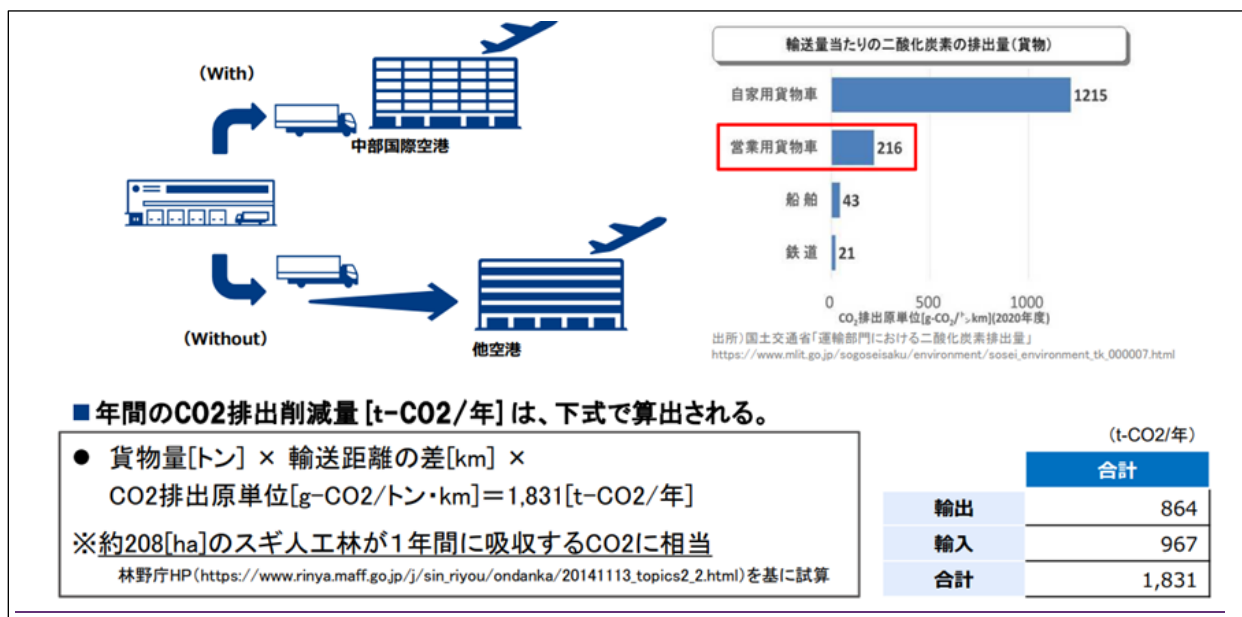 (With)
中部国際空港
(Without)
他空港
輸送量当たりの二酸化炭素の排出量(貨物)
自家用貨物車 1215
営業用貨物車 216
船舶 43
鉄道 21
0 500 1000
CO₂排出原単位[g-CO₂/㌧km](2020年度)
出所)国土交通省「運輸部門における二酸化炭素排出量」
https://www.mlit.go.jp/sogoseisaku/environment/sosei_environment_tk_000007.html
■年間のCO2排出削減量[t-CO2/年]は、下式で算出される。
● 貨物量[トン] × 輸送距離の差[km] ×
CO2排出原単位[g-CO2/トン・km]=1,831[t-CO2/年]
※約208[ha]のスギ人工林が1年間に吸収するCO2に相当
林野庁HP(https://www.rinya.maff.go.jp/j/sin_riyou/ondanka/20141113_topics2_2.html)を基に試算
(t-CO2/年)
合計
輸出 864
輸入 967
合計 1,831